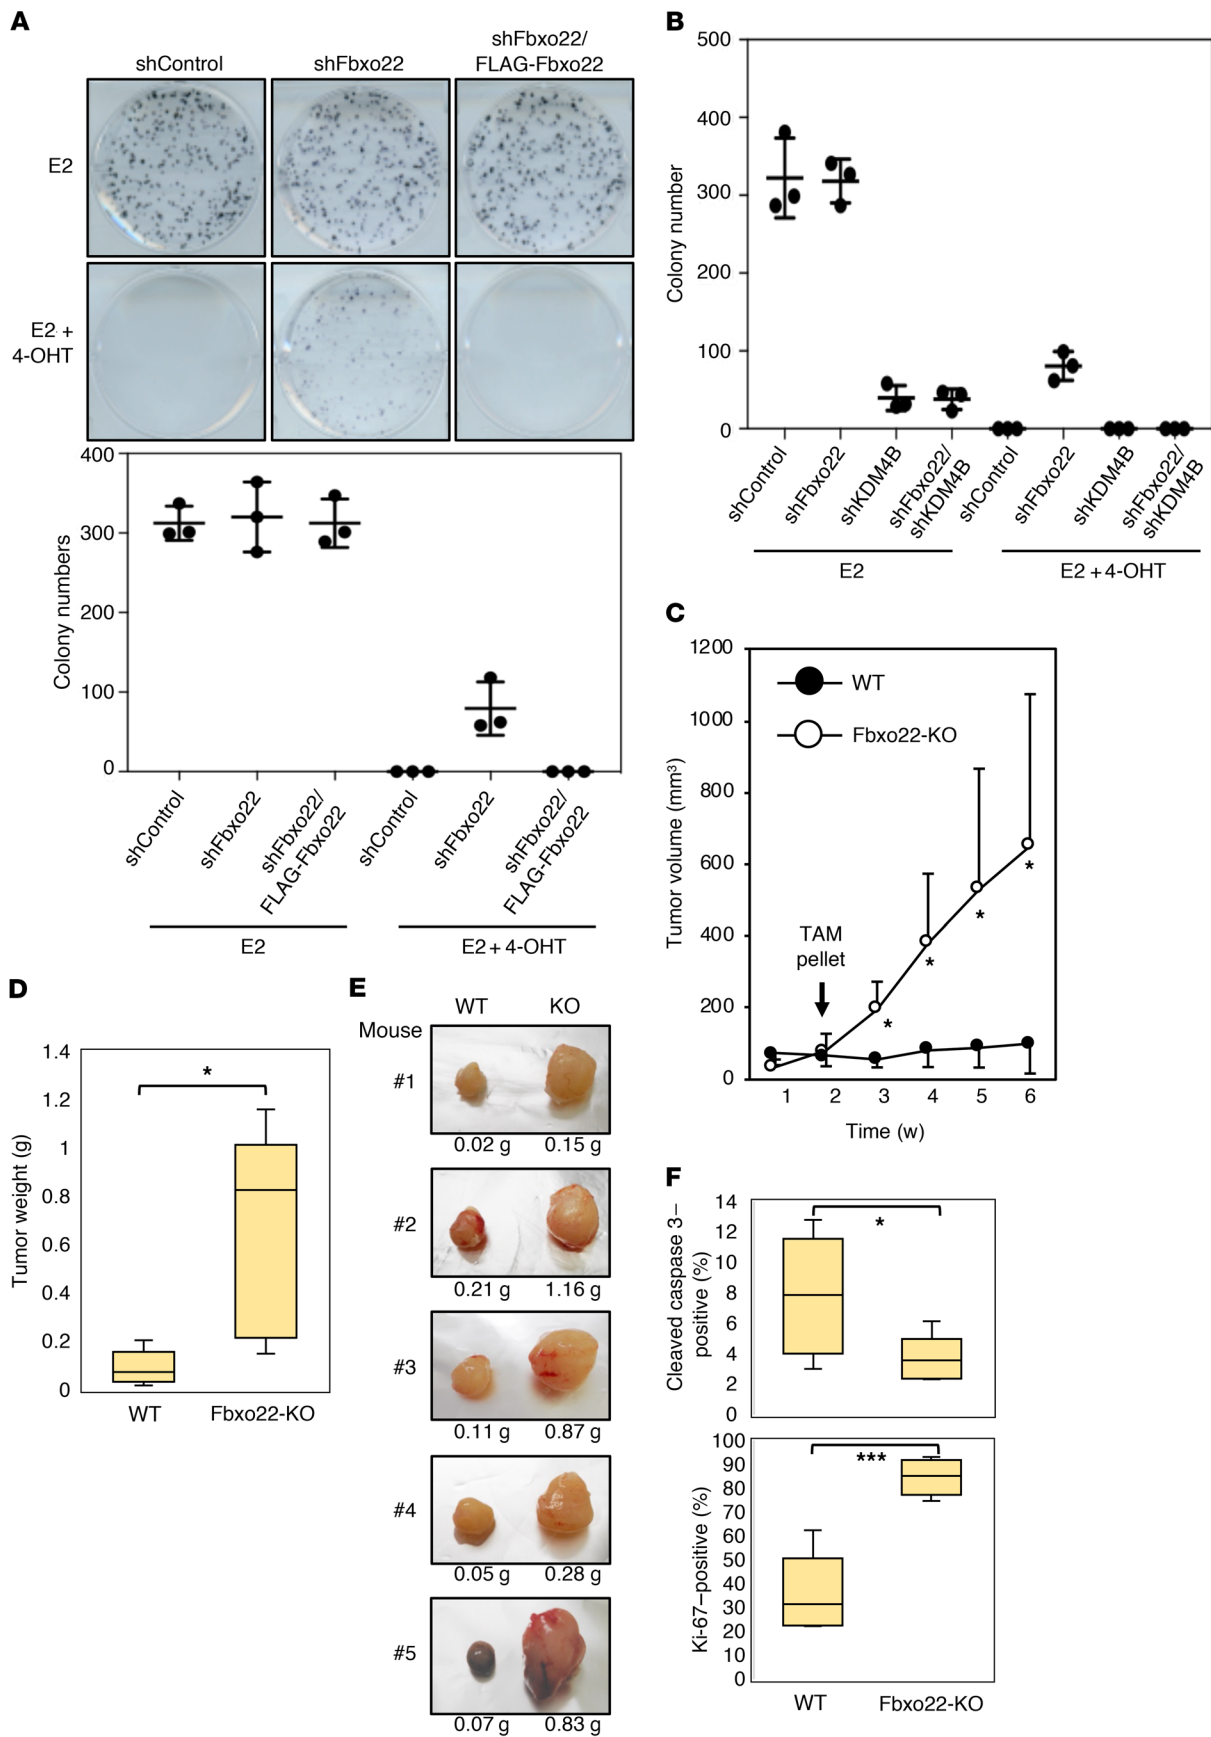 A
shControl
shFbxo22
shFbxo22/
FLAG-Fbxo22
E2
E2 +
4-OHT
Colony numbers
400
300
200
100
0
shControl
shFbxo22
shFbxo22/
FLAG-Fbxo22
shControl
shFbxo22
shFbxo22/
FLAG-Fbxo22
E2
E2 + 4-OHT
B
Colony number
500
400
300
200
100
0
shControl
shFbxo22
shKDM4B
shFbxo22/
shKDM4B
shControl
shFbxo22
shKDM4B
shFbxo22/
shKDM4B
E2
E2 + 4-OHT
C
Tumor volume (mm³)
1200
1000
800
600
400
200
0
WT
Fbxo22-KO
TAM
pellet
*
*
*
*
1 2 3 4 5 6
Time (w)
D
Tumor weight (g)
1.4
1.2
1
0.8
0.6
0.4
0.2
0
*
WT Fbxo22-KO
E
WT KO
Mouse
#1
0.02 g 0.15 g
#2
0.21 g 1.16 g
#3
0.11 g 0.87 g
#4
0.05 g 0.28 g
#5
0.07 g 0.83 g
F
Cleaved caspase 3–
positive (%)
14
12
10
8
6
4
2
0
*
Ki-67–positive (%)
100
90
80
70
60
50
40
30
20
10
0
***
WT Fbxo22-KO